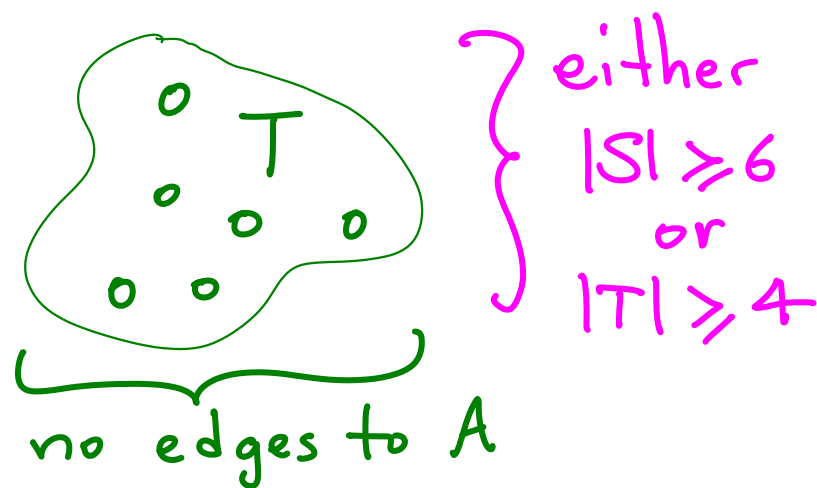 T
either
|S| ⩾ 6
or
|T| ⩾ 4
no edges to A